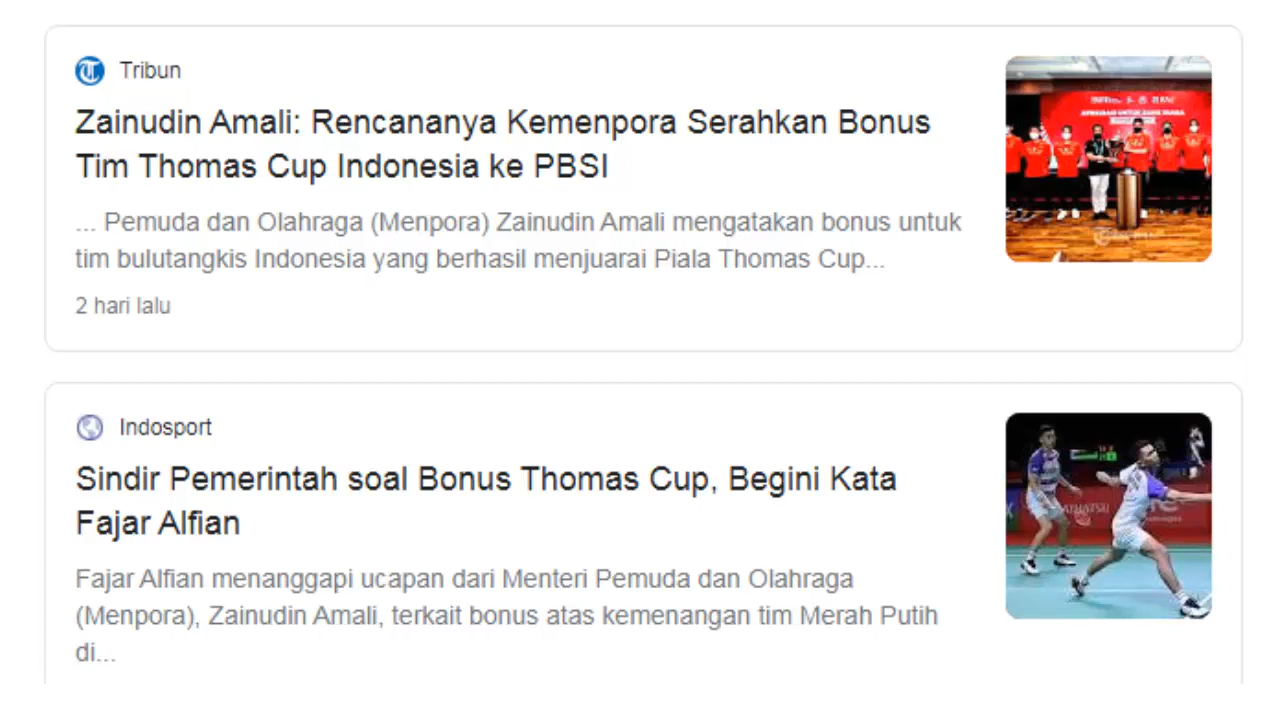 Tribun
Zainudin Amali: Rencananya Kemenpora Serahkan Bonus
Tim Thomas Cup Indonesia ke PBSI
... Pemuda dan Olahraga (Menpora) Zainudin Amali mengatakan bonus untuk
tim bulutangkis Indonesia yang berhasil menjuarai Piala Thomas Cup...
2 hari lalu
Indosport
Sindir Pemerintah soal Bonus Thomas Cup, Begini Kata
Fajar Alfian
Fajar Alfian menanggapi ucapan dari Menteri Pemuda dan Olahraga
(Menpora), Zainudin Amali, terkait bonus atas kemenangan tim Merah Putih
di...